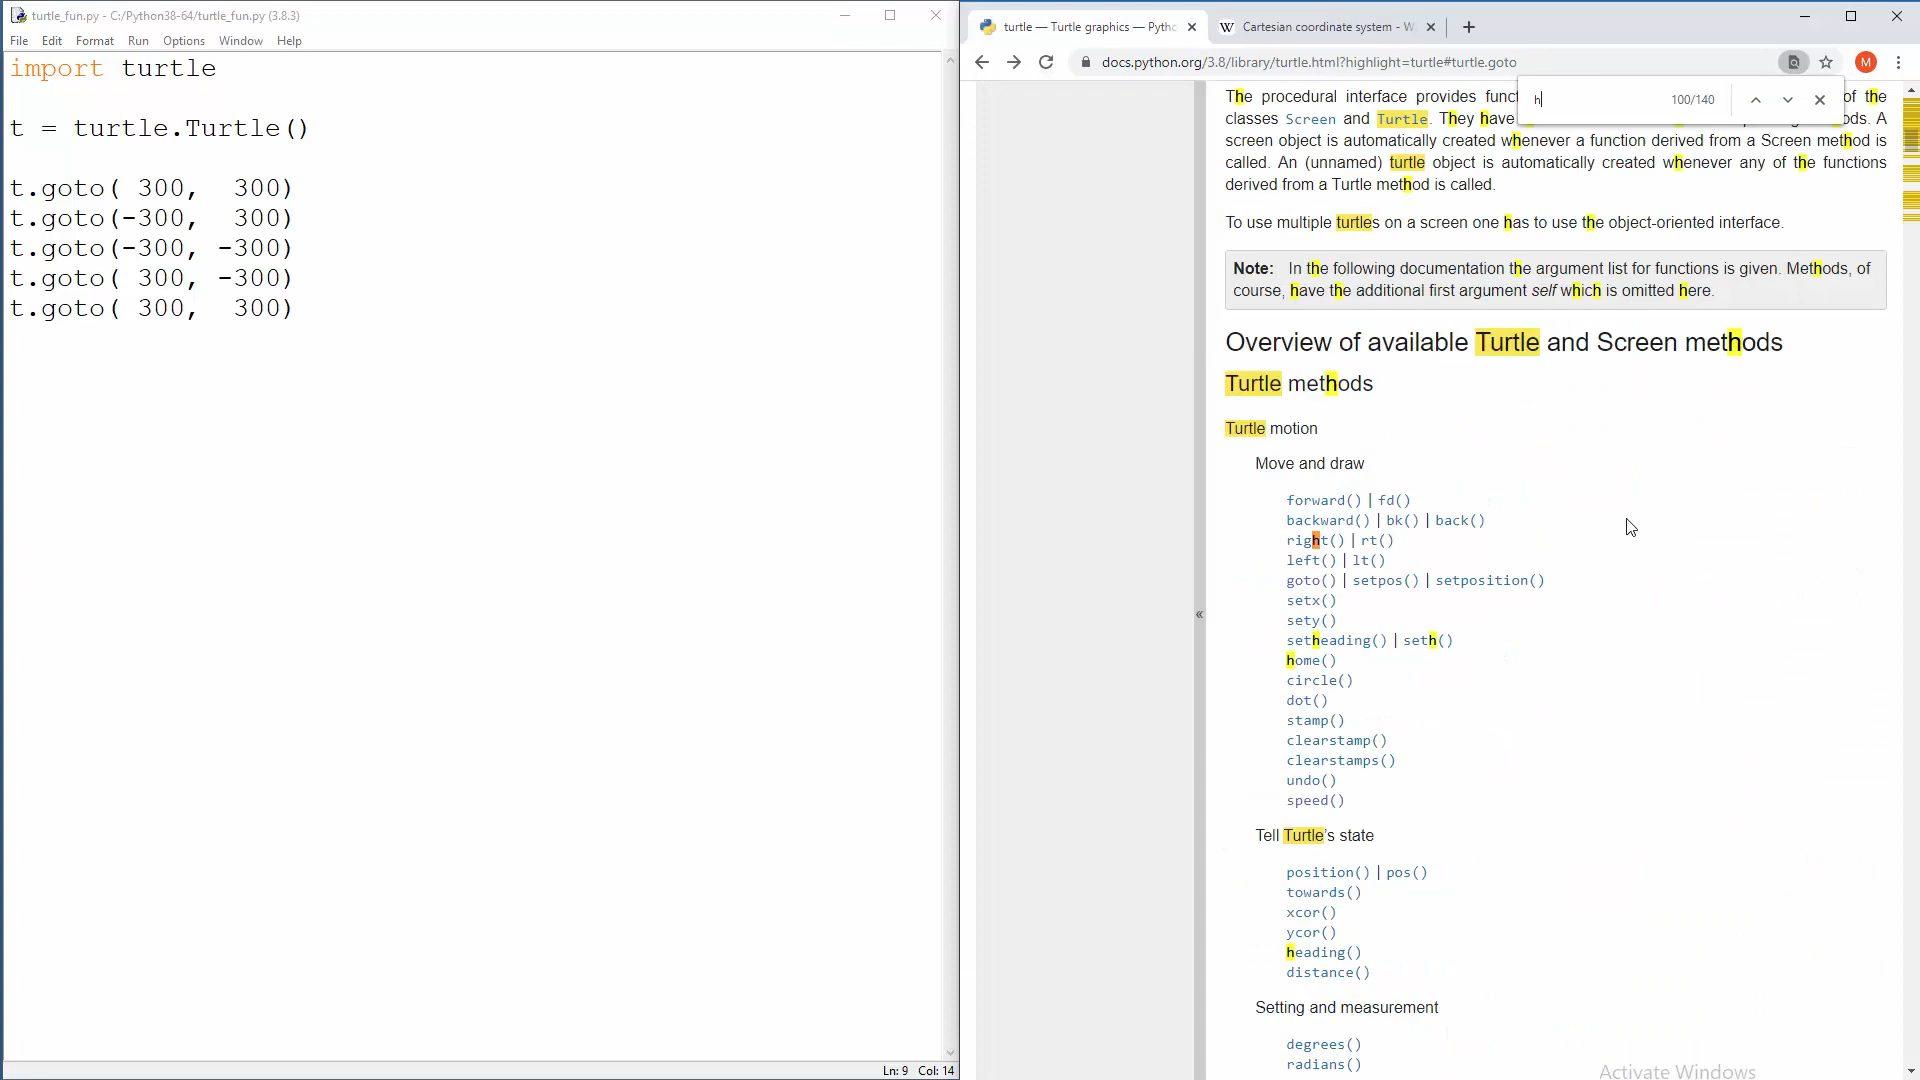 turtle_fun.py - C:/Python38-64/turtle_fun.py (3.8.3)
File Edit Format Run Options Window Help
import turtle
t = turtle.Turtle()
t.goto( 300,  300)
t.goto(-300,  300)
t.goto(-300, -300)
t.goto( 300, -300)
t.goto( 300,  300)
Ln: 9 Col: 14
turtle — Turtle graphics — Pytho
Cartesian coordinate system - W
docs.python.org/3.8/library/turtle.html?highlight=turtle#turtle.goto
M
h
100/140
The procedural interface provides funct of the
classes Screen and Turtle. They have ods. A
screen object is automatically created whenever a function derived from a Screen method is
called. An (unnamed) turtle object is automatically created whenever any of the functions
derived from a Turtle method is called.
To use multiple turtles on a screen one has to use the object-oriented interface.
Note: In the following documentation the argument list for functions is given. Methods, of
course, have the additional first argument self which is omitted here.
Overview of available Turtle and Screen methods
Turtle methods
Turtle motion
Move and draw
forward() | fd()
backward() | bk() | back()
right() | rt()
left() | lt()
goto() | setpos() | setposition()
setx()
sety()
setheading() | seth()
home()
circle()
dot()
stamp()
clearstamp()
clearstamps()
undo()
speed()
Tell Turtle’s state
position() | pos()
towards()
xcor()
ycor()
heading()
distance()
Setting and measurement
degrees()
radians()
Activate Windows
«